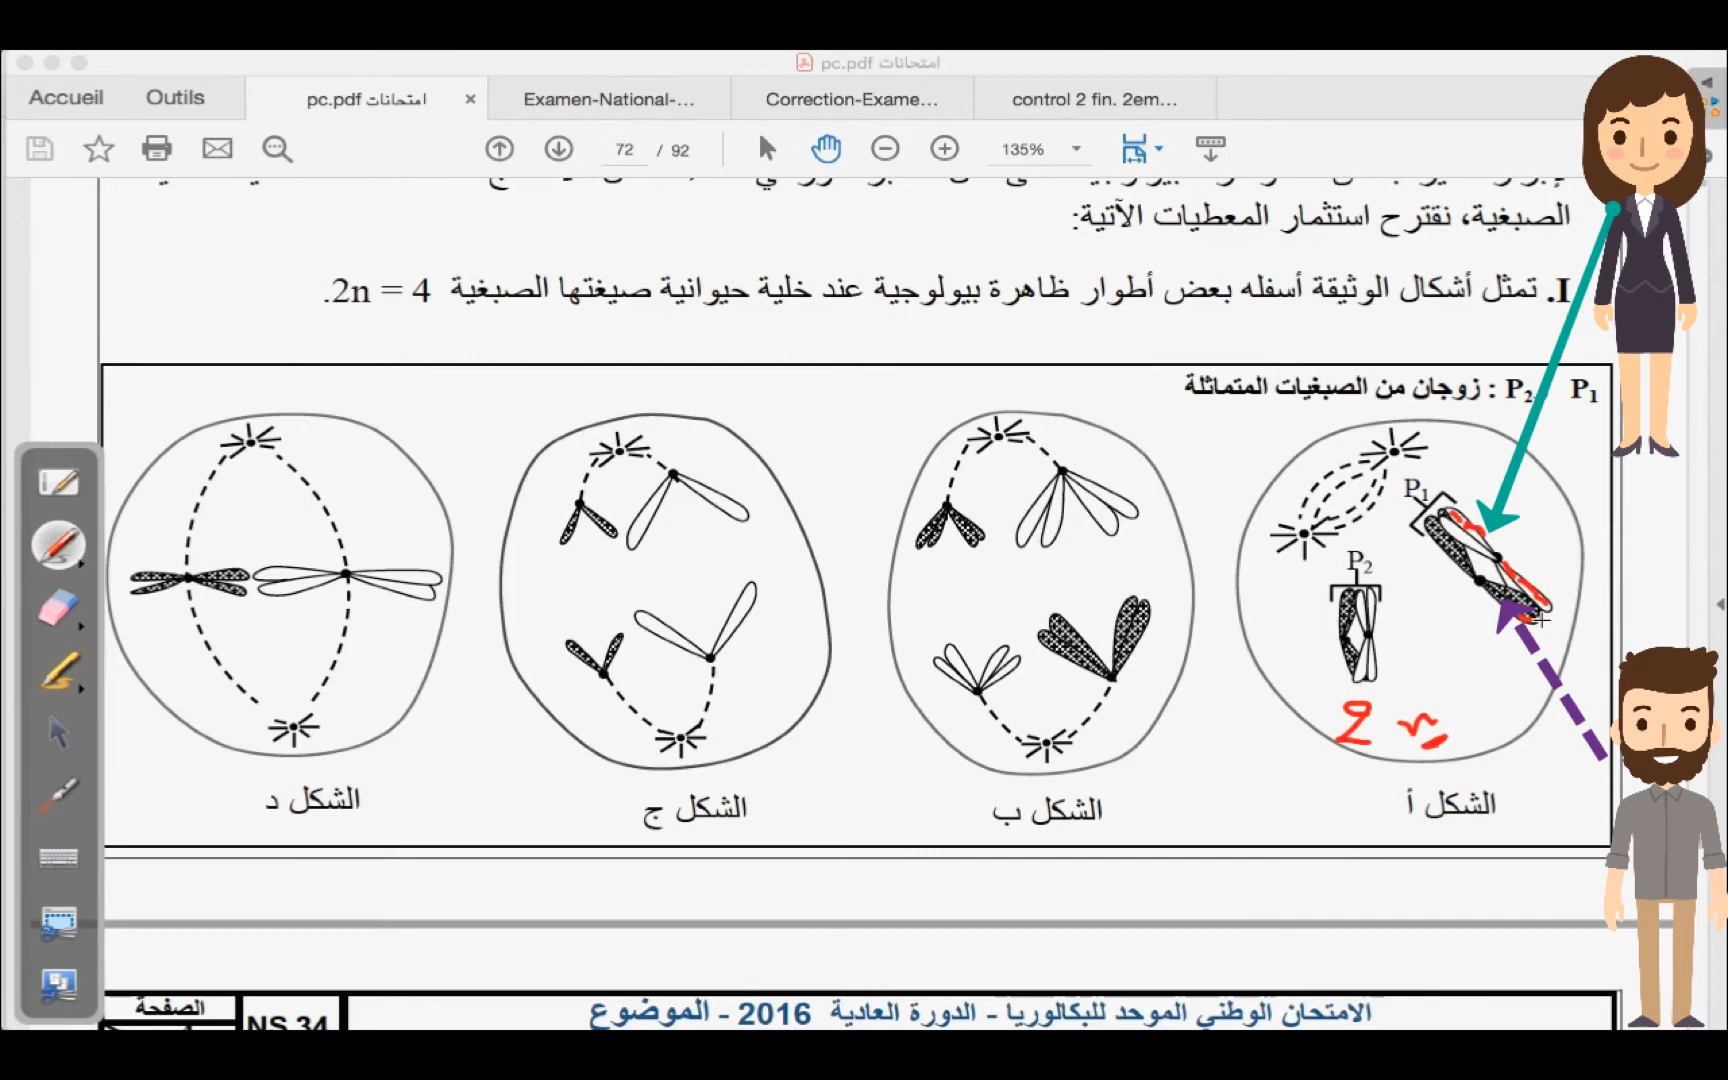 امتحانات pc.pdf
Accueil
Outils
امتحانات pc.pdf
Examen-National-...
Correction-Exame...
control 2 fin. 2em...
72 / 92
135%
الصبغية، نقترح استثمار المعطيات الآتية:
I. تمثل أشكال الوثيقة أسفله بعض أطوار ظاهرة بيولوجية عند خلية حيوانية صيغتها الصبغية 2n = 4.
P1 P2 : زوجان من الصبغيات المتماثلة
P1
P2
2 n
الشكل أ
الشكل ب
الشكل ج
الشكل د
الصفحة
NS 34
الامتحان الوطني الموحد للبكالوريا - الدورة العادية 2016 - الموضوع